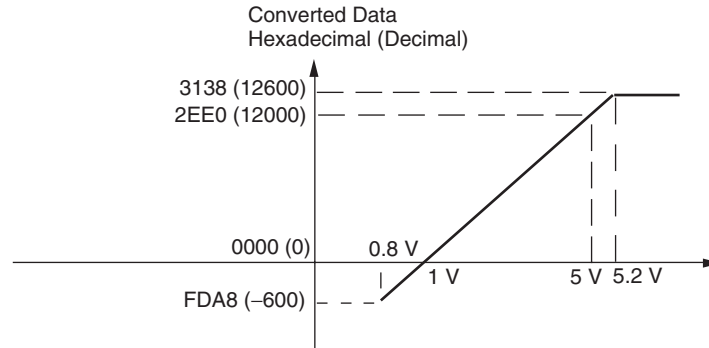 Converted Data
Hexadecimal (Decimal)
3138 (12600)
2EE0 (12000)
0000 (0)
0.8 V
1 V
5 V
5.2 V
FDA8 (−600)